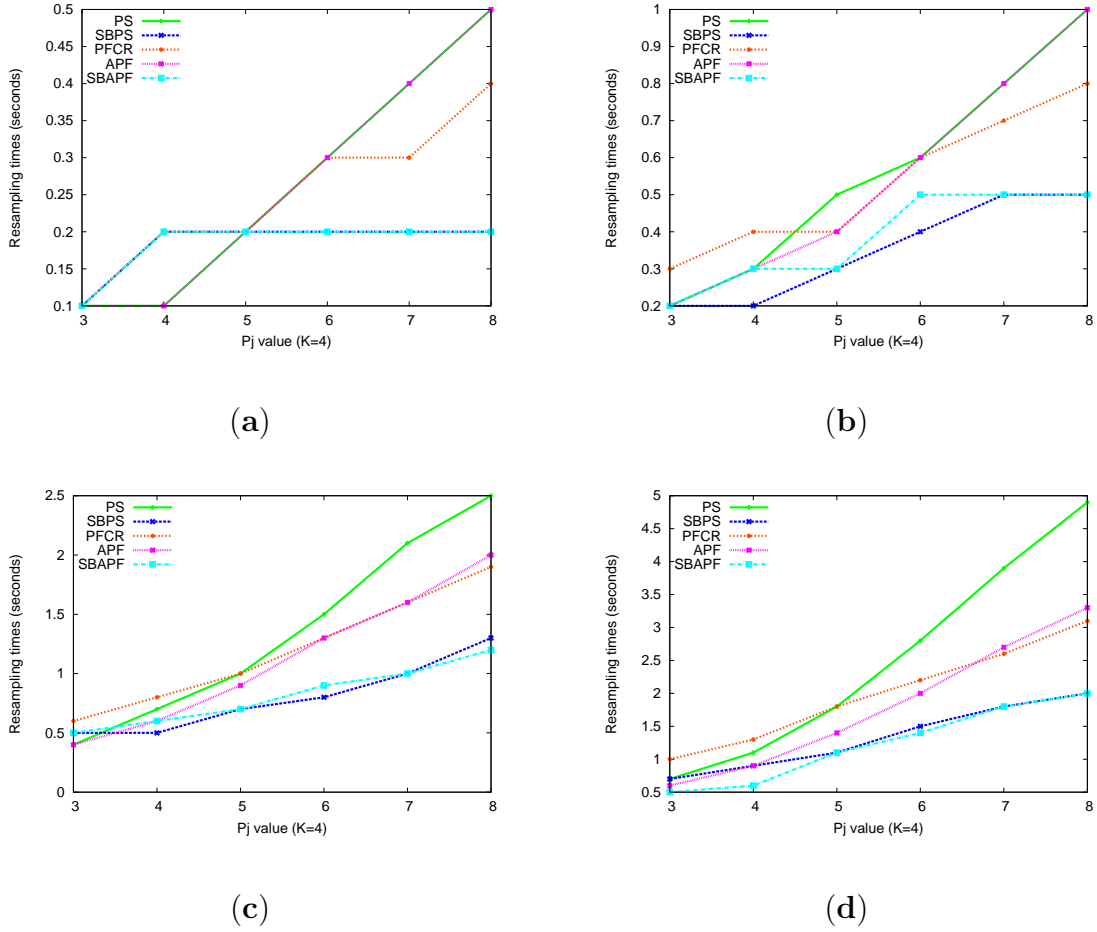 0.5
0.45
0.4
0.35
0.3
0.25
0.2
0.15
0.1
3 4 5 6 7 8
Resampling times (seconds)
Pj value (K=4)
PS
SBPS
PFCR
APF
SBAPF
(a)
1
0.9
0.8
0.7
0.6
0.5
0.4
0.3
0.2
3 4 5 6 7 8
Resampling times (seconds)
Pj value (K=4)
PS
SBPS
PFCR
APF
SBAPF
(b)
2.5
2
1.5
1
0.5
0
3 4 5 6 7 8
Resampling times (seconds)
Pj value (K=4)
PS
SBPS
PFCR
APF
SBAPF
(c)
5
4.5
4
3.5
3
2.5
2
1.5
1
0.5
3 4 5 6 7 8
Resampling times (seconds)
Pj value (K=4)
PS
SBPS
PFCR
APF
SBAPF
(d)